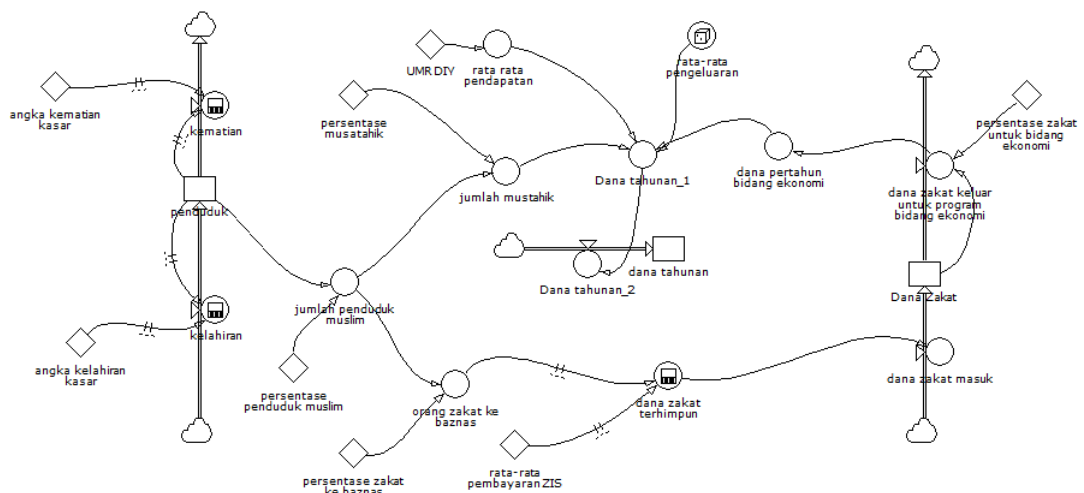 angka kematian
kasar
kematian
penduduk
kelahiran
angka kelahiran
kasar
UMR DIY
rata rata
pendapatan
rata-rata
pengeluaran
persentase
musatahik
jumlah mustahik
Dana tahunan_1
dana pertahun
bidang ekonomi
persentase zakat
untuk bidang
ekonomi
dana zakat keluar
untuk program
bidang ekonomi
dana tahunan
Dana tahunan_2
Dana Zakat
jumlah penduduk
muslim
persentase
penduduk muslim
orang zakat ke
baznas
dana zakat
terhimpun
dana zakat masuk
persentase zakat
ke baznas
rata-rata
pembayaran ZIS